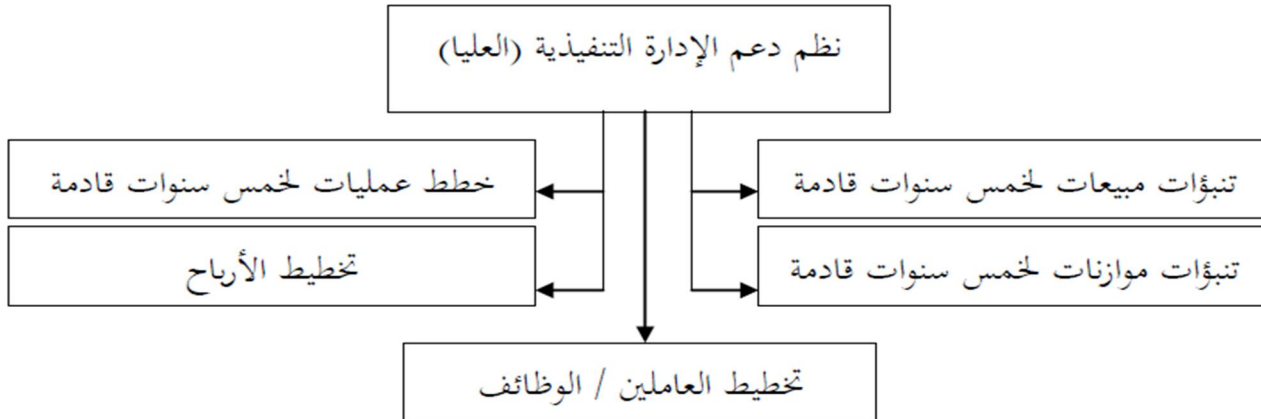 نظم دعم الإدارة التنفيذية (العليا)
تنبؤات مبيعات لخمس سنوات قادمة
خطط عمليات لخمس سنوات قادمة
تنبؤات موازنات لخمس سنوات قادمة
تخطيط الأرباح
تخطيط العاملين / الوظائف